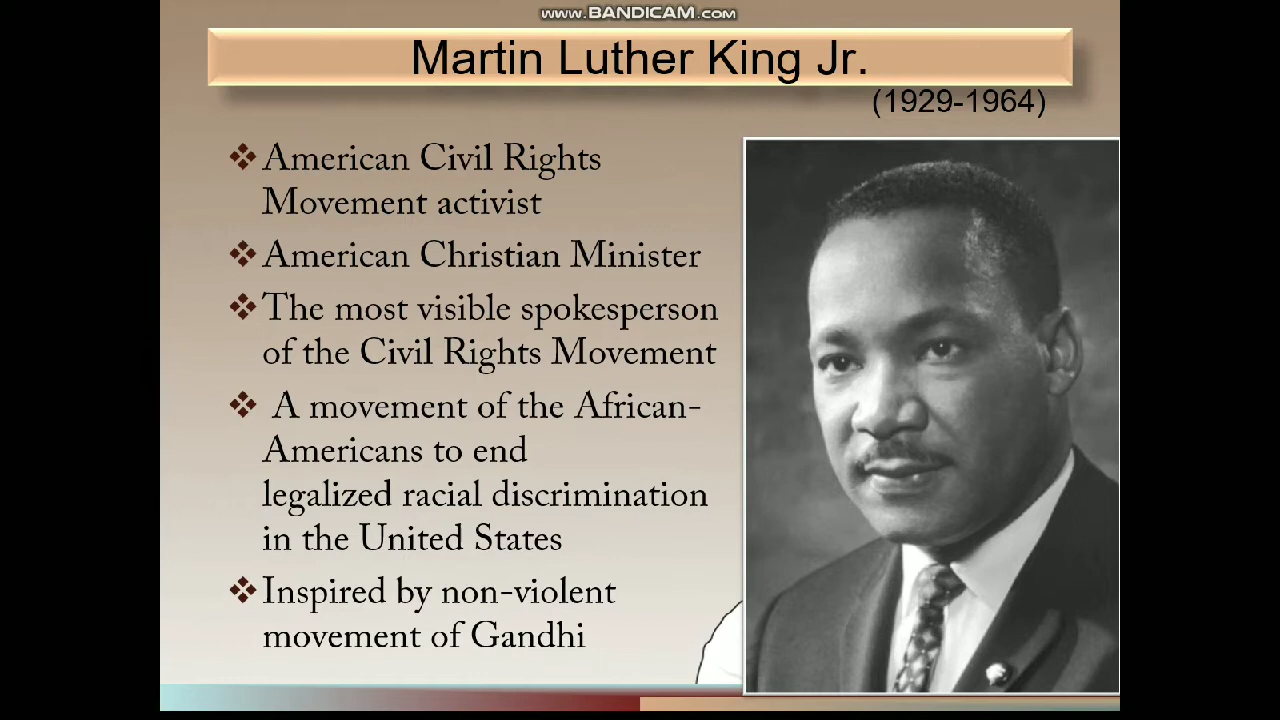 www.BANDICAM.com
Martin Luther King Jr.
(1929-1964)
American Civil Rights
Movement activist
American Christian Minister
The most visible spokesperson
of the Civil Rights Movement
A movement of the African-
Americans to end
legalized racial discrimination
in the United States
Inspired by non-violent
movement of Gandhi